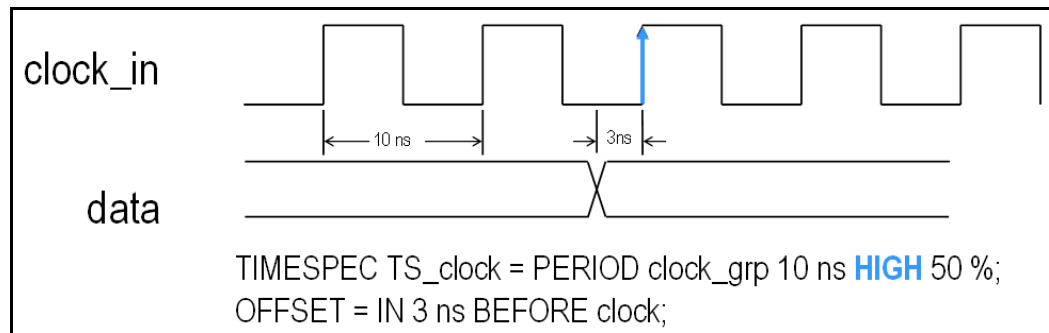 clock_in
10 ns
3ns
data
TIMESPEC TS_clock = PERIOD clock_grp 10 ns HIGH 50 %;
OFFSET = IN 3 ns BEFORE clock;